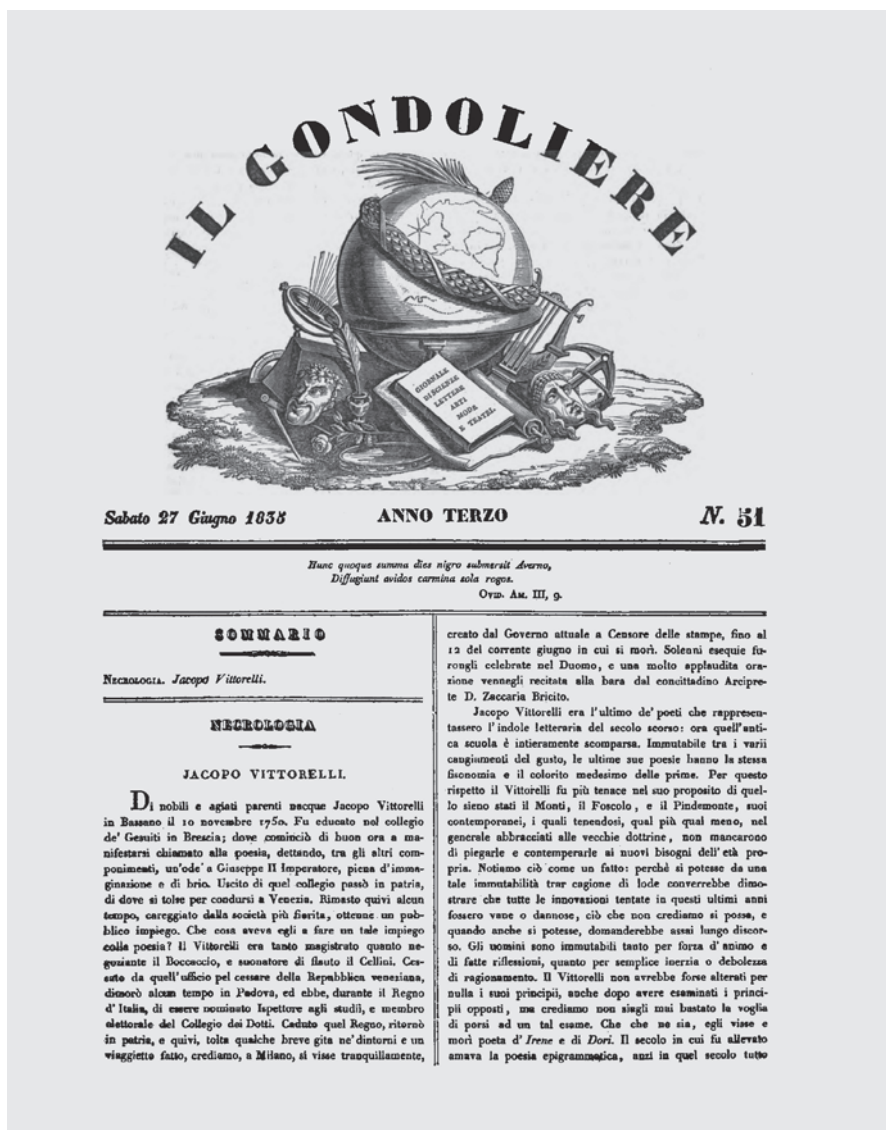 IL GONDOLIERE
GIORNALE
DI SCIENZE
LETTERE
ARTI
MODE
E TEATRI.
Sabato 27 Giugno 1835 ANNO TERZO N. 51
Hunc quoque summa dies nigro submersit Averno,
Diffugiunt avidos carmina sola rogos.
OVID. AM. III, 9.
SOMMARIO
NECROLOGIA. Jacopo Vittorelli.
NECROLOGIA
JACOPO VITTORELLI.
Di nobili e agiati parenti nacque Jacopo Vittorelli
in Bassano il 10 novembre 1750. Fu educato nel collegio
de' Gesuiti in Brescia; dove cominciò di buon ora a ma-
nifestarsi chiamato alla poesia, dettando, tra gli altri com-
ponimenti, un'ode a Giuseppe II Imperatore, piena d'imma-
ginazione e di brio. Uscito di quel collegio passò in patria,
di dove si tolse per condursi a Venezia. Rimasto quivi alcun
tempo, careggiato dalla società più fiorita, ottenne un pub-
blico impiego. Che cosa aveva egli a fare un tale impiego
colla poesia? Il Vittorelli era tanto magistrato quanto ne-
goziante il Boccaccio, e suonatore di flauto il Cellini. Ces-
sato da quell'ufficio pel cessare della Repubblica veneziana,
dimorò alcun tempo in Padova, ed ebbe, durante il Regno
d'Italia, di essere nominato Ispettore agli studii, e membro
elettorale del Collegio dei Dotti. Caduto quel Regno, ritornò
in patria, e quivi, tolta qualche breve gita ne'dintorni e un
viaggietto fatto, crediamo, a Milano, si visse tranquillamente,
creato dal Governo attuale a Censore delle stampe, fino al
12 del corrente giugno in cui si morì. Solenni esequie fu-
rongli celebrate nel Duomo, e una molto applaudita ora-
zione vennegli recitata alla bara dal concittadino Arcipre-
te D. Zaccaria Bricito.
Jacopo Vittorelli era l'ultimo de' poeti che rappresen-
tassero l'indole letteraria del secolo scorso: ora quell'anti-
ca scuola è intieramente scomparsa. Immutabile tra i varii
cangiamenti del gusto, le ultime sue poesie hanno la stessa
fisonomia e il colorito medesimo delle prime. Per questo
rispetto il Vittorelli fu più tenace nel suo proposito di quel-
lo sieno stati il Monti, il Foscolo, e il Pindemonte, suoi
contemporanei, i quali tenendosi, qual più qual meno, nel
generale abbracciati alle vecchie dottrine, non mancarono
di piegarle e contemperarle ai nuovi bisogni dell'età pro-
pria. Notiamo ciò come un fatto: perchè si potesse da una
tale immutabilità trar cagione di lode converrebbe dimo-
strare che tutte le innovazioni tentate in questi ultimi anni
fossero vane o dannose, ciò che non crediamo si possa, e
quando anche si potesse, domanderebbe assai lungo discor-
so. Gli uomini sono immutabili tanto per forza d'animo e
di fatte riflessioni, quanto per semplice inerzia o debolezza
di ragionamento. Il Vittorelli non avrebbe forse alterati per
nulla i suoi principii, anche dopo avere esaminati i princi-
pii opposti, ma crediamo non siagli mai bastato la voglia
di porsi ad un tal esame. Che che ne sia, egli visse e
morì poeta d'Irene e di Dori. Il secolo in cui fu allevato
amava la poesia epigrammatica, anzi in quel secolo tutto